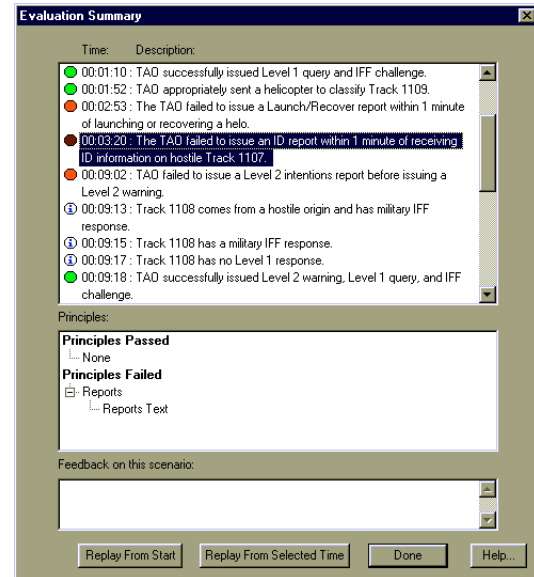 Evaluation Summary
Time: Description:
00:01:10 : TAO successfully issued Level 1 query and IFF challenge.
00:01:52 : TAO appropriately sent a helicopter to classify Track 1109.
00:02:53 : The TAO failed to issue a Launch/Recover report within 1 minute
of launching or recovering a helo.
00:03:20 : The TAO failed to issue an ID report within 1 minute of receiving
ID information on hostile Track 1107.
00:09:02 : TAO failed to issue a Level 2 intentions report before issuing a
Level 2 warning.
00:09:13 : Track 1108 comes from a hostile origin and has military IFF
response.
00:09:15 : Track 1108 has a military IFF response.
00:09:17 : Track 1108 has no Level 1 response.
00:09:18 : TAO successfully issued Level 2 warning, Level 1 query, and IFF
challenge.
Principles:
Principles Passed
None
Principles Failed
Reports
Reports Text
Feedback on this scenario:
Replay From Start Replay From Selected Time Done Help...